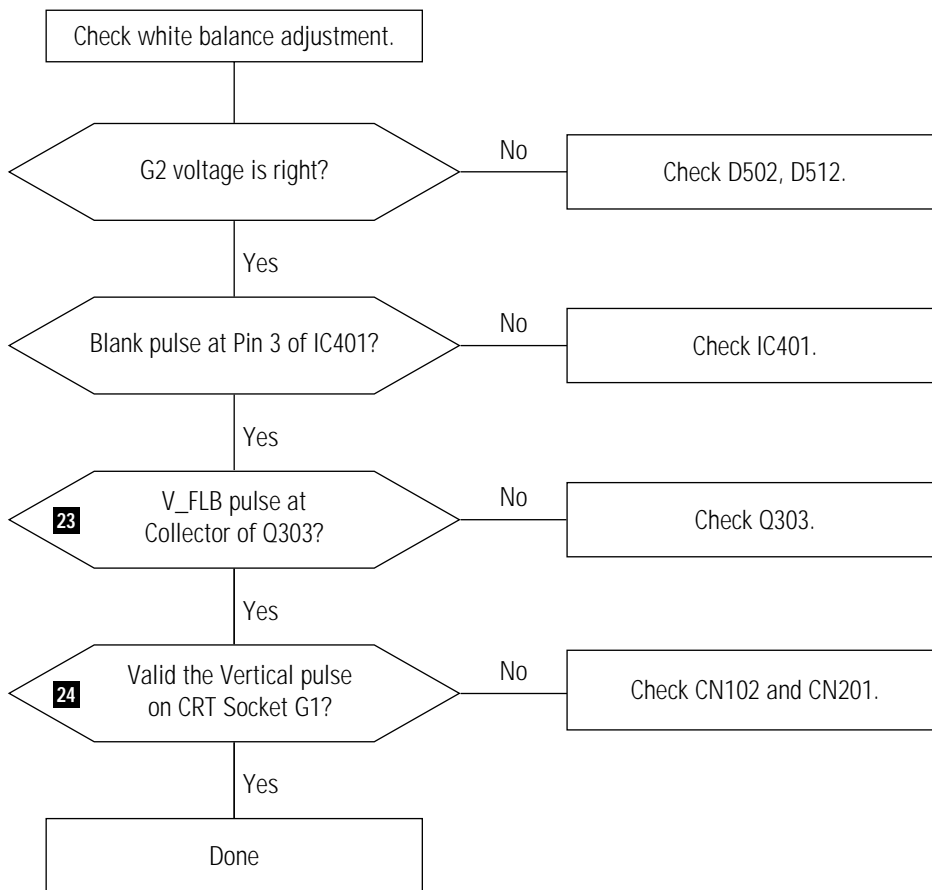 Check white balance adjustment.
G2 voltage is right?
No
Check D502, D512.
Yes
Blank pulse at Pin 3 of IC401?
No
Check IC401.
Yes
23
V_FLB pulse at
Collector of Q303?
No
Check Q303.
Yes
24
Valid the Vertical pulse
on CRT Socket G1?
No
Check CN102 and CN201.
Yes
Done